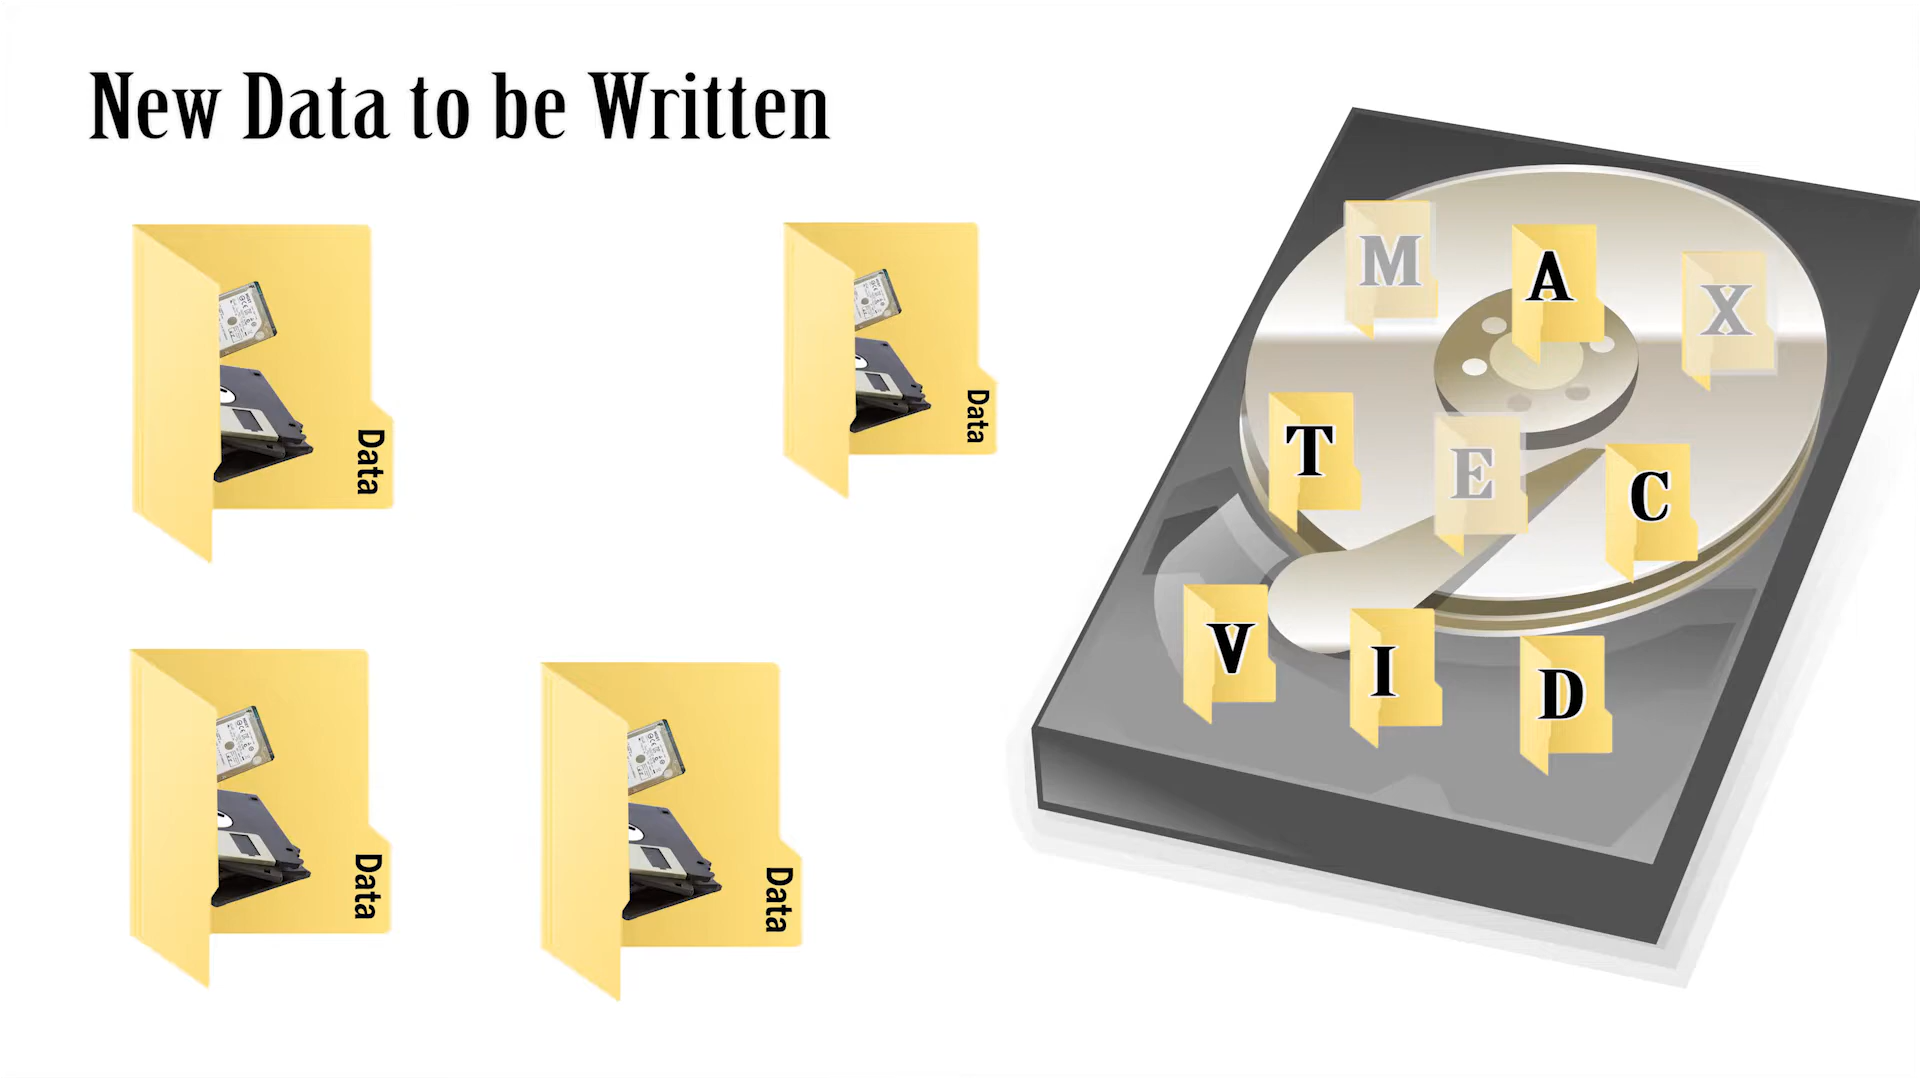 New Data to be Written
Data
Data
Data
Data
M A X
T E C
V I D